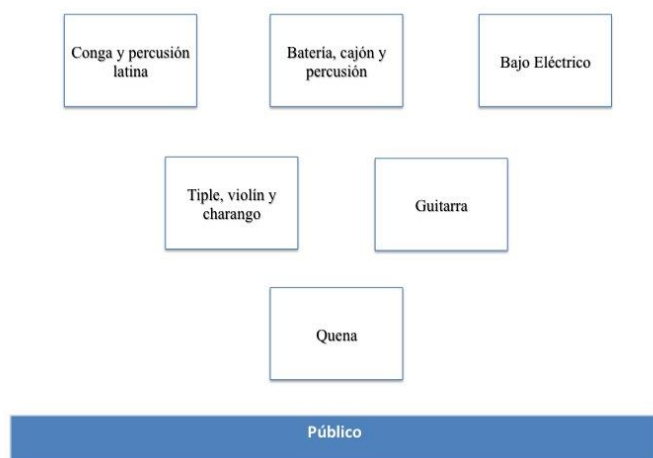 Conga y percusión
latina
Batería, cajón y
percusión
Bajo Eléctrico
Tiple, violín y
charango
Guitarra
Quena
Público